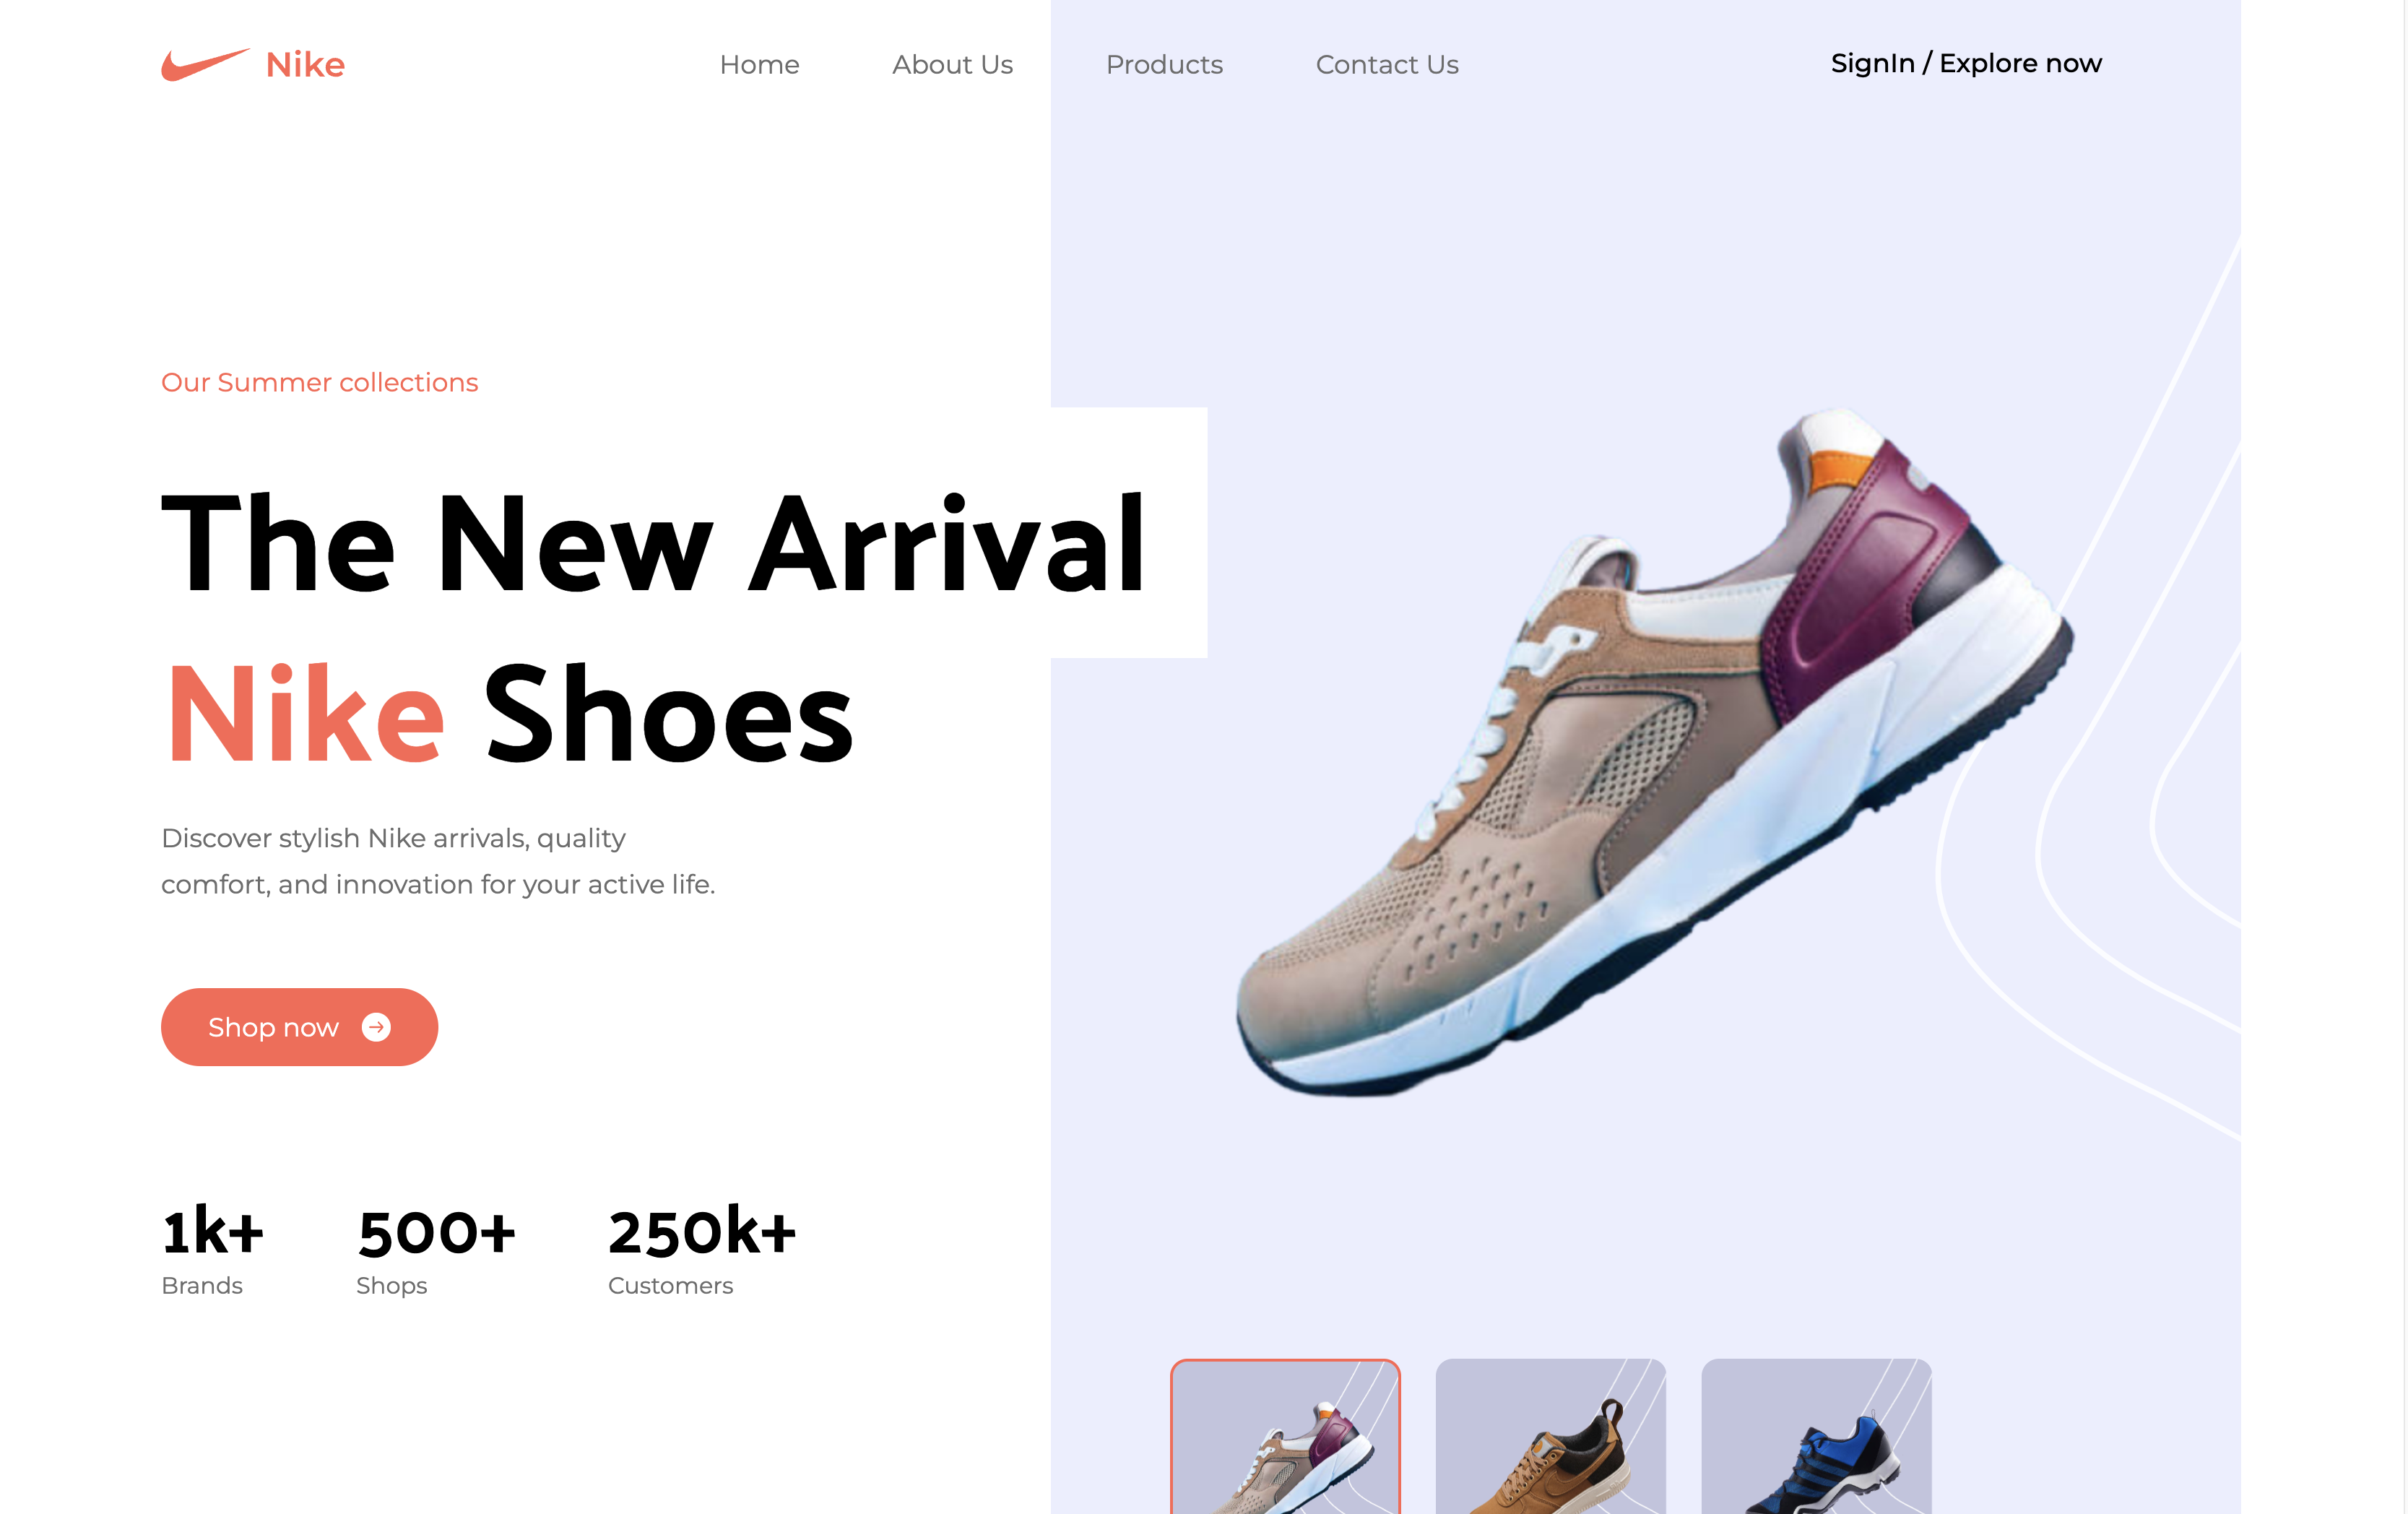 Nike
Home
About Us
Products
Contact Us
SignIn / Explore now
Our Summer collections
The New Arrival
Nike Shoes
Discover stylish Nike arrivals, quality
comfort, and innovation for your active life.
Shop now
1k+
Brands
500+
Shops
250k+
Customers